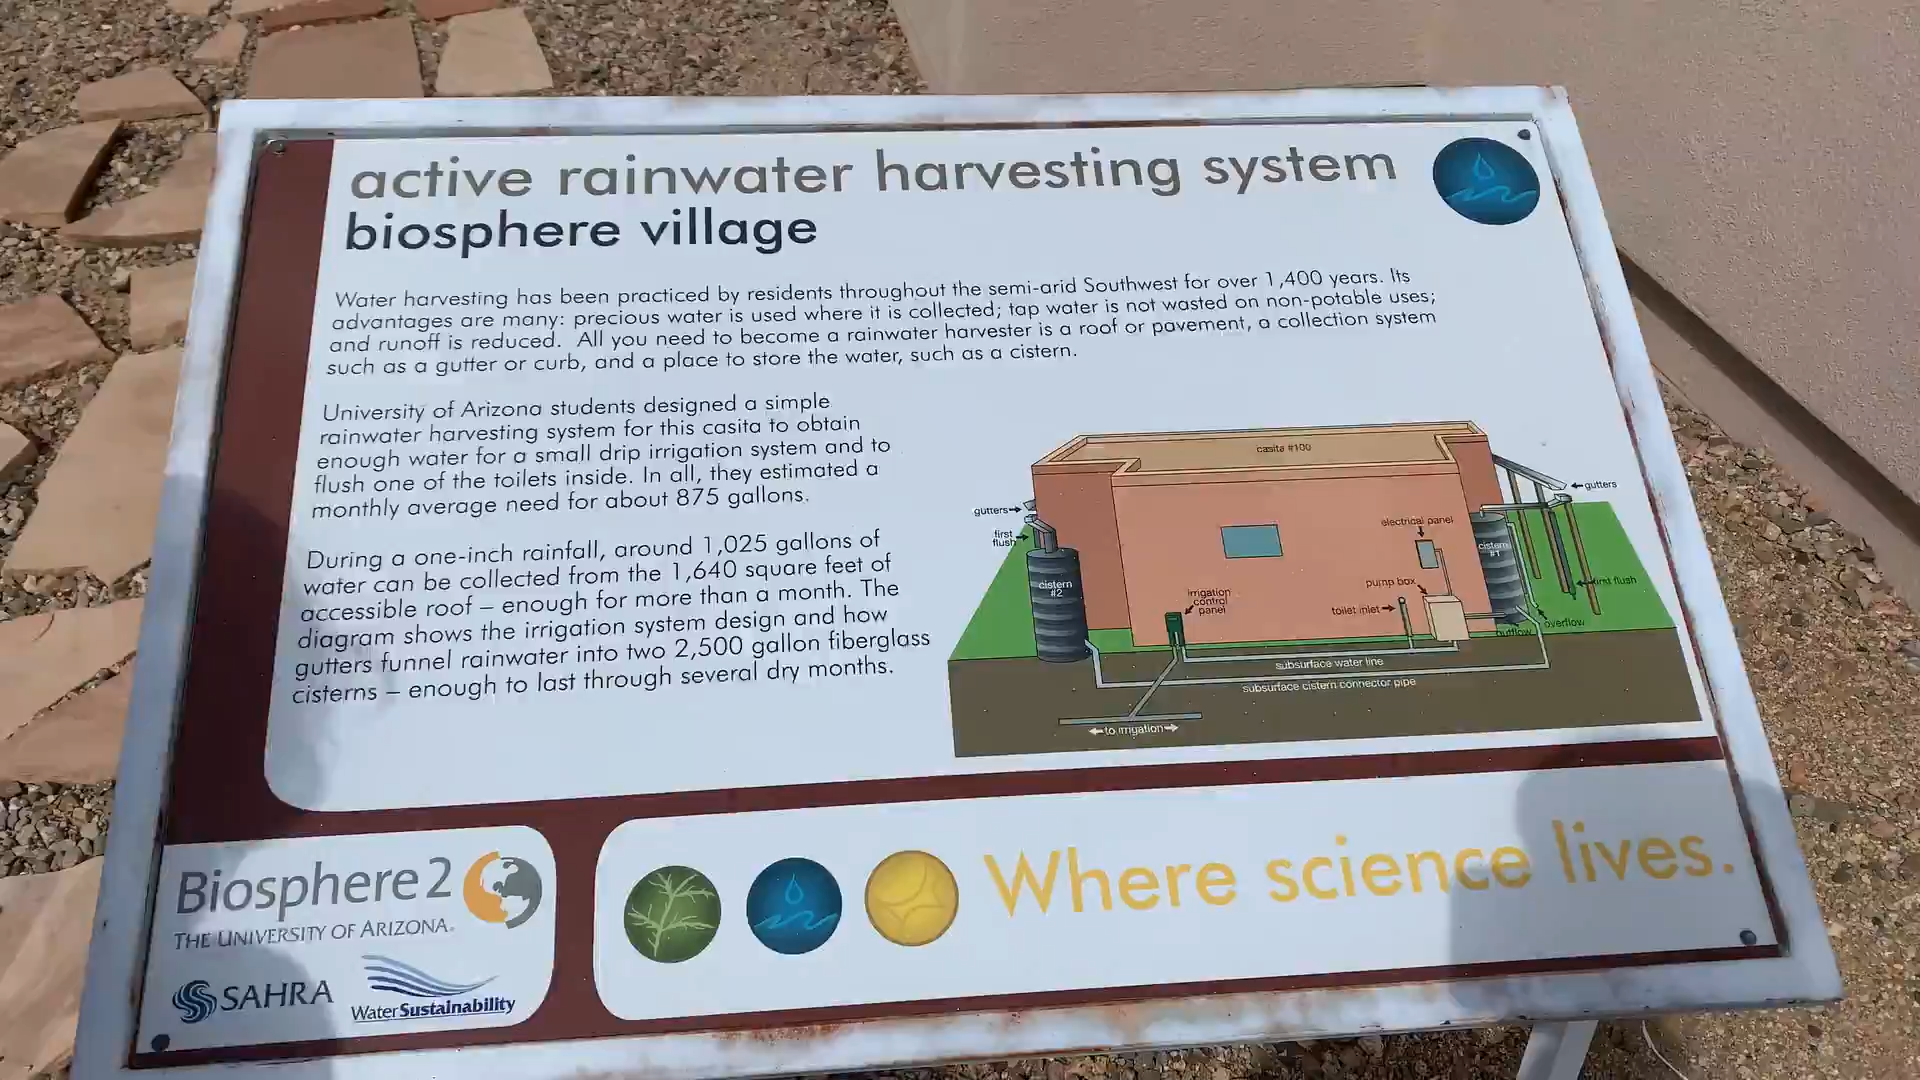 active rainwater harvesting system
biosphere village
Water harvesting has been practiced by residents throughout the semi-arid Southwest for over 1,400 years. Its
advantages are many: precious water is used where it is collected; tap water is not wasted on non-potable uses;
and runoff is reduced. All you need to become a rainwater harvester is a roof or pavement, a collection system
such as a gutter or curb, and a place to store the water, such as a cistern.
University of Arizona students designed a simple
rainwater harvesting system for this casita to obtain
enough water for a small drip irrigation system and to
flush one of the toilets inside. In all, they estimated a
monthly average need for about 875 gallons.
During a one-inch rainfall, around 1,025 gallons of
water can be collected from the 1,640 square feet of
accessible roof – enough for more than a month. The
diagram shows the irrigation system design and how
gutters funnel rainwater into two 2,500 gallon fiberglass
cisterns – enough to last through several dry months.
casita #100
gutters
gutters
first
flush
electrical panel
cistern
#1
cistern
#2
pump box
first flush
irrigation
control
panel
toilet inlet
overflow
outflow
subsurface water line
subsurface cistern connector pipe
to irrigation
Biosphere 2
THE UNIVERSITY OF ARIZONA.
SAHRA
WaterSustainability
Where science lives.